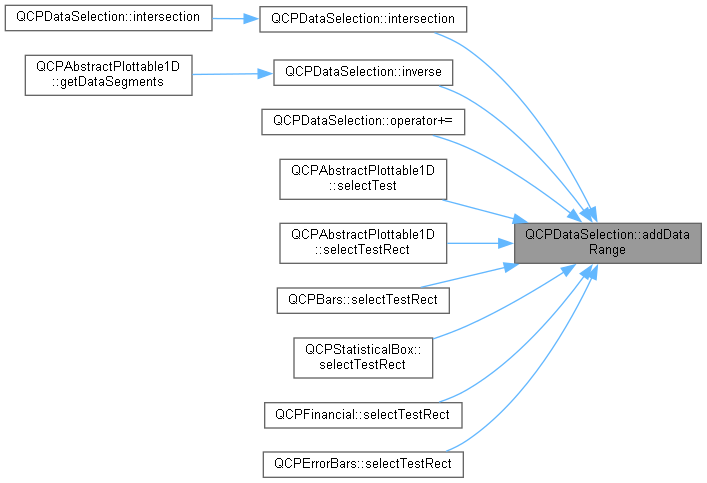 QCPDataSelection::intersection
QCPDataSelection::intersection
QCPAbstractPlottable1D
::getDataSegments
QCPDataSelection::inverse
QCPDataSelection::operator+=
QCPAbstractPlottable1D
::selectTest
QCPAbstractPlottable1D
::selectTestRect
QCPDataSelection::addData
Range
QCPBars::selectTestRect
QCPStatisticalBox::
selectTestRect
QCPFinancial::selectTestRect
QCPErrorBars::selectTestRect